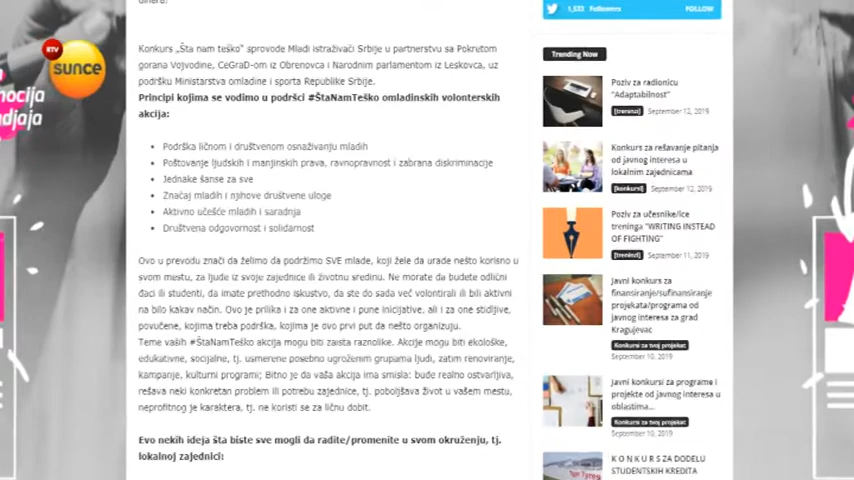 dinera.
Konkurs „Šta nam teško“ sprovode Mladi istraživači Srbije u partnerstvu sa Pokretom
gorana Vojvodine, CeGraD-om iz Obrenovca i Narodnim parlamentom iz Leskovca, uz
podršku Ministarstva omladine i sporta Republike Srbije.
Principi kojima se vodimo u podršci #ŠtaNamTeško omladinskih volonterskih
akcija:
Podrška ličnom i društvenom osnaživanju mladih
Poštovanje ljudskih i manjinskih prava, ravnopravnost i zabrana diskriminacije
Jednake šanse za sve
Značaj mladih i njihove društvene uloge
Aktivno učešće mladih i saradnja
Društvena odgovornost i solidarnost
Ovo u prevodu znači da želimo da podržimo SVE mlade, koji žele da urade nešto korisno u
svom mestu, za ljude iz svoje zajednice ili životnu sredinu. Ne morate da budete odlični
đaci ili studenti, da imate prethodno iskustvo, da ste do sada već volontirali ili bili aktivni
na bilo kakav način. Ovo je prilika i za one aktivne i pune inicijative, ali i za one stidljive,
povučene, kojima treba podrška, kojima je ovo prvi put da nešto organizuju.
Teme vaših #ŠtaNamTeško akcija mogu biti zaista raznolike. Akcije mogu biti ekološke,
edukativne, socijalne, tj. usmerene posebno ugroženim grupama ljudi, zatim renoviranje,
kampanje, kulturni programi; Bitno je da vaša akcija ima smisla: bude realno ostvarljiva,
rešava neki konkretan problem ili potrebu zajednice, tj. poboljšava život u vašem mestu,
neprofitnog je karaktera, tj. ne koristi se za ličnu dobit.
Evo nekih ideja šta biste sve mogli da radite/promenite u svom okruženju, tj.
lokalnoj zajednici:
RTV
sunce
mocija
djaja
1,533 Followers FOLLOW
Trending Now
Poziv za radionicu
“Adaptabilnost”
[treninzi] September 12, 2019
Konkurs za rešavanje pitanja
od javnog interesa u
lokalnim zajednicama
[konkursi] September 12, 2019
Poziv za učesnike/ice
treninga “WRITING INSTEAD
OF FIGHTING”
[treninzi] September 11, 2019
Javni konkurs za
finansiranje/sufinansiranje
projekata/programa od
javnog interesa za grad
Kragujevac
Konkursi za tvoj projekat
September 10, 2019
Javni konkursi za programe i
projekte od javnog interesa u
oblastima...
Konkursi za tvoj projekat
September 10, 2019
K O N K U R S ZA DODELU
STUDENTSKIH KREDITA